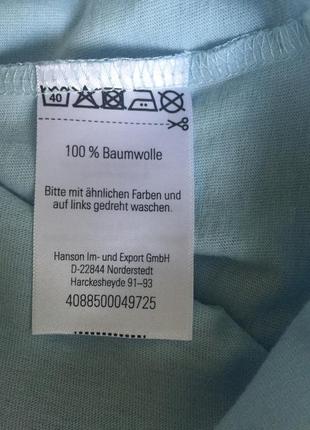 40
100 % Baumwolle
Bitte mit ähnlichen Farben und
auf links gedreht waschen.
Hanson Im- und Export GmbH
D-22844 Norderstedt
Harckesheyde 91–93
4088500049725